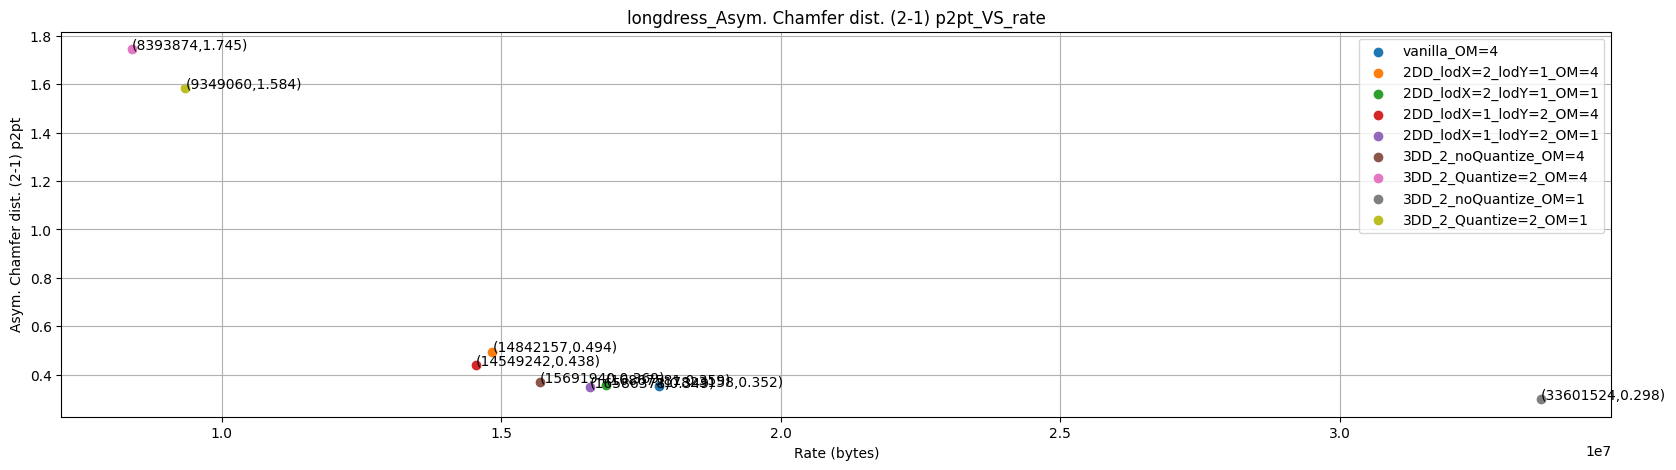 longdress_Asym. Chamfer dist. (2-1) p2pt_VS_rate
1.8
1.6
1.4
1.2
1.0
0.8
0.6
0.4
Asym. Chamfer dist. (2-1) p2pt
(8393874,1.745)
(9349060,1.584)
(14842157,0.494)
(14549242,0.438)
(15691940,0.369)
(33601524,0.298)
vanilla_OM=4
2DD_lodX=2_lodY=1_OM=4
2DD_lodX=2_lodY=1_OM=1
2DD_lodX=1_lodY=2_OM=4
2DD_lodX=1_lodY=2_OM=1
3DD_2_noQuantize_OM=4
3DD_2_Quantize=2_OM=4
3DD_2_noQuantize_OM=1
3DD_2_Quantize=2_OM=1
1.0 1.5 2.0 2.5 3.0
1e7
Rate (bytes)